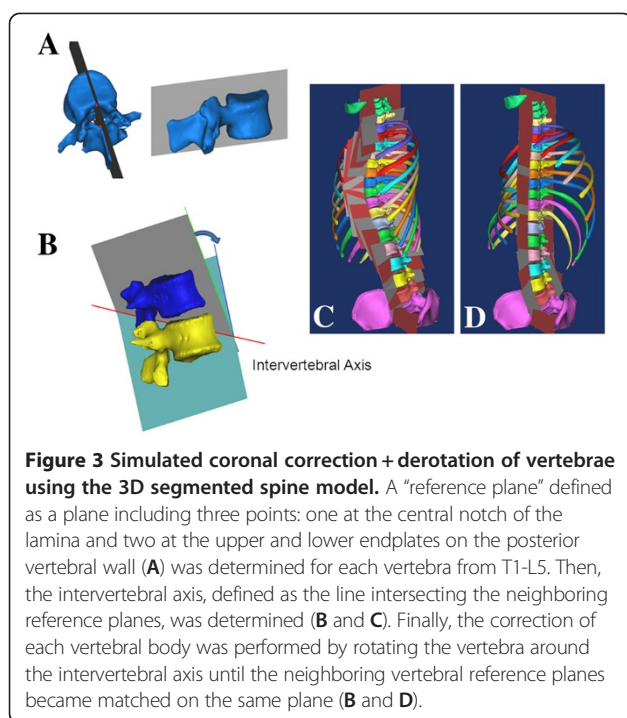 A
B
Intervertebral Axis
C
D
Figure 3 Simulated coronal correction + derotation of vertebrae
using the 3D segmented spine model. A “reference plane” defined
as a plane including three points: one at the central notch of the
lamina and two at the upper and lower endplates on the posterior
vertebral wall (A) was determined for each vertebra from T1-L5. Then,
the intervertebral axis, defined as the line intersecting the neighboring
reference planes, was determined (B and C). Finally, the correction of
each vertebral body was performed by rotating the vertebra around
the intervertebral axis until the neighboring vertebral reference planes
became matched on the same plane (B and D).